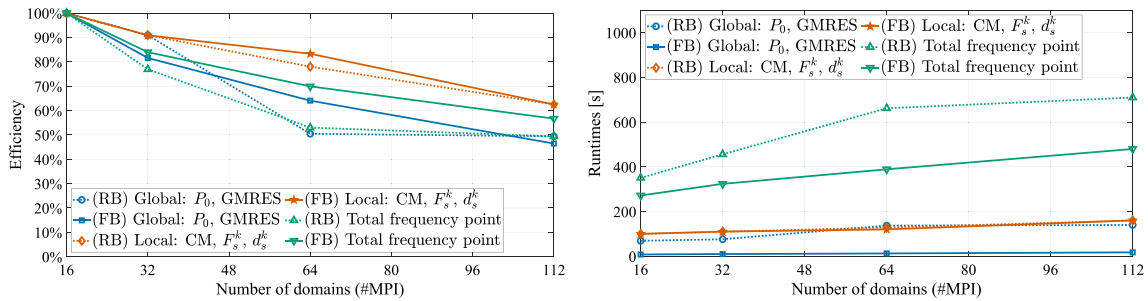 100%
90%
80%
70%
60%
50%
40%
30%
20%
10%
0%
Efficiency
(RB) Global: P_0, GMRES
(FB) Global: P_0, GMRES
(RB) Local: CM, F_s^k, d_s^k
(FB) Local: CM, F_s^k, d_s^k
(RB) Total frequency point
(FB) Total frequency point
16 32 48 64 80 96 112
Number of domains (#MPI)
1000
800
600
400
200
0
Runtimes [s]
(RB) Global: P_0, GMRES
(FB) Global: P_0, GMRES
(RB) Local: CM, F_s^k, d_s^k
(FB) Local: CM, F_s^k, d_s^k
(RB) Total frequency point
(FB) Total frequency point
16 32 48 64 80 96 112
Number of domains (#MPI)